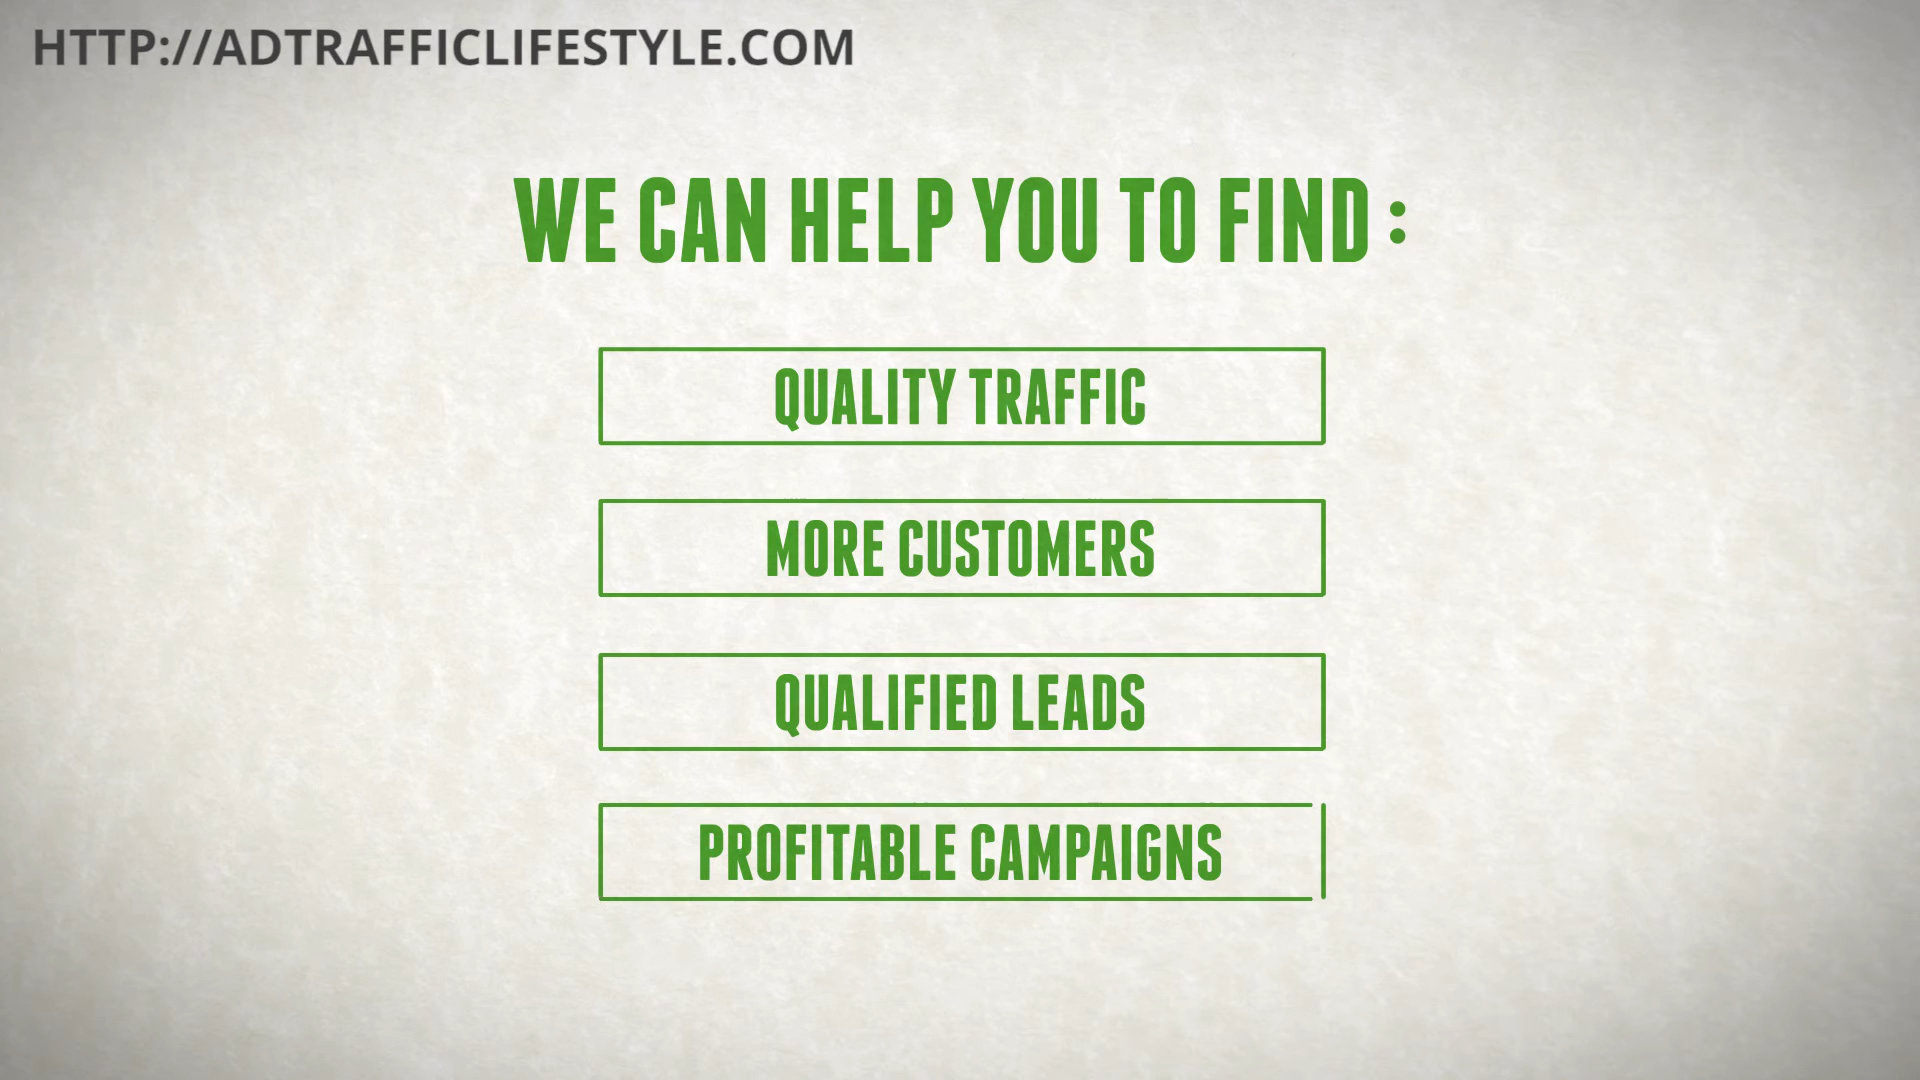 HTTP://ADTRAFFICLIFESTYLE.COM
WE CAN HELP YOU TO FIND :
QUALITY TRAFFIC
MORE CUSTOMERS
QUALIFIED LEADS
PROFITABLE CAMPAIGNS